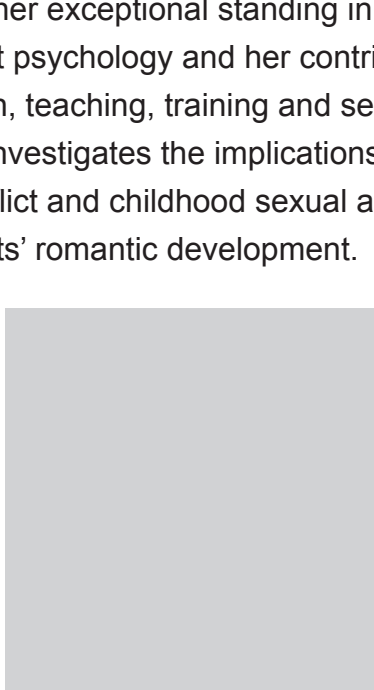 her exceptional standing in
t psychology and her contri
n, teaching, training and se
nvestigates the implications
lict and childhood sexual a
ts’ romantic development.